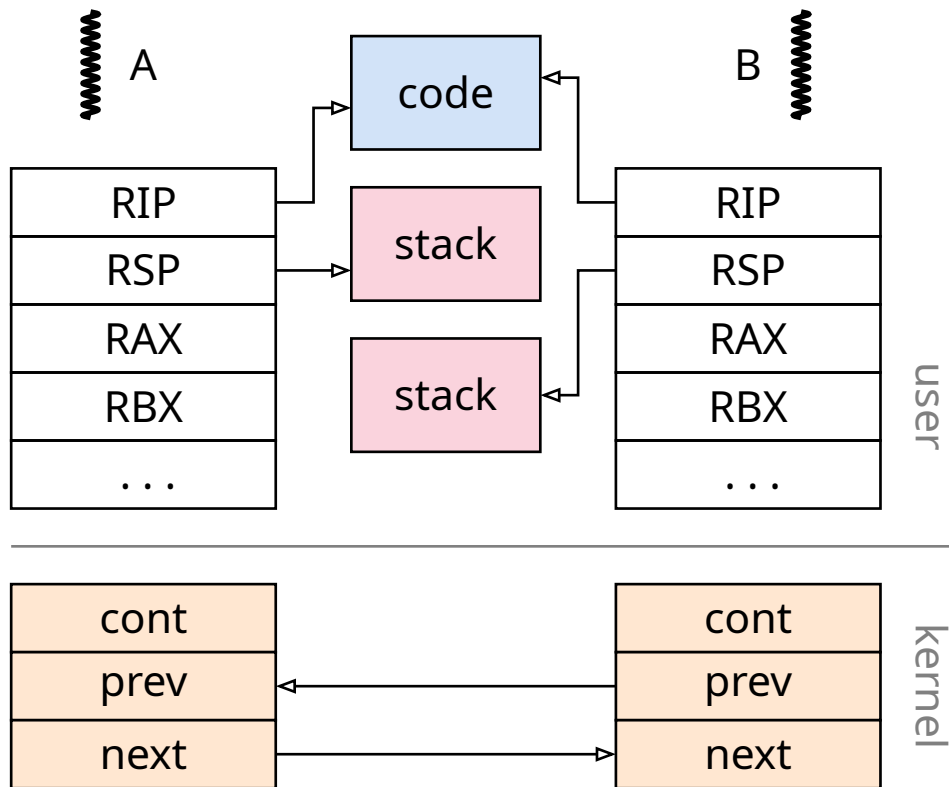 A
B
code
RIP
RSP
RAX
RBX
. . .
stack
stack
RIP
RSP
RAX
RBX
. . .
user
cont
prev
next
cont
prev
next
kernel